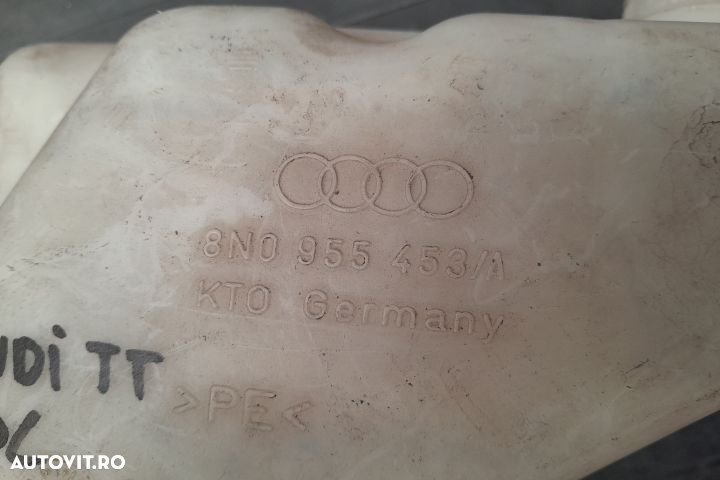 8N0 955 453/A
KTO Germany
UDI TT
>PE<
AUTOVIT.RO